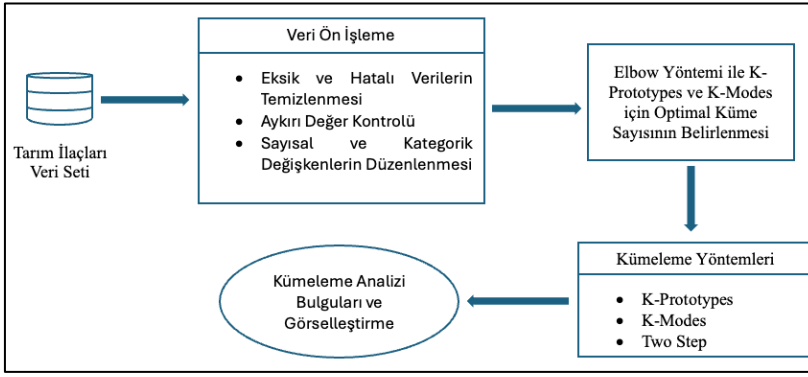 Tarım İlaçları
Veri Seti
Veri Ön İşleme
• Eksik ve Hatalı Verilerin
Temizlenmesi
• Aykırı Değer Kontrolü
• Sayısal ve Kategorik
Değişkenlerin Düzenlenmesi
Elbow Yöntemi ile K-
Prototypes ve K-Modes
için Optimal Küme
Sayısının Belirlenmesi
Kümeleme Yöntemleri
• K-Prototypes
• K-Modes
• Two Step
Kümeleme Analizi
Bulguları ve
Görselleştirme